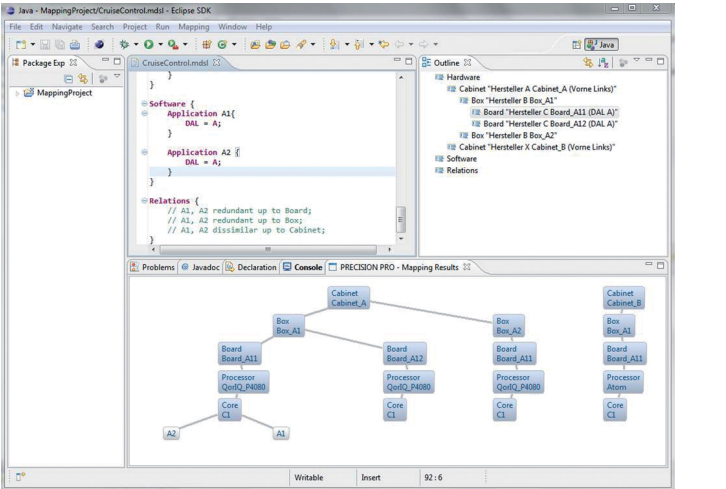 Java - MappingProject/CruiseControl.mdsl - Eclipse SDK
File Edit Navigate Search Project Run Mapping Window Help
Java
Package Exp
MappingProject
CruiseControl.mdsl
}
}
Software {
Application A1{
DAL = A;
}
Application A2 {
DAL = A;
}
}
Relations {
// A1, A2 redundant up to Board;
// A1, A2 redundant up to Box;
// A1, A2 dissimilar up to Cabinet;
}
Outline
Hardware
Cabinet "Hersteller A Cabinet_A (Vorne Links)"
Box "Hersteller B Box_A1"
Board "Hersteller C Board_A11 (DAL A)"
Board "Hersteller C Board_A12 (DAL A)"
Box "Hersteller B Box_A2"
Cabinet "Hersteller X Cabinet_B (Vorne Links)"
Software
Relations
Problems @ Javadoc Declaration Console PRECISION PRO - Mapping Results
Cabinet
Cabinet_A
Cabinet
Cabinet_B
Box
Box_A1
Box
Box_A2
Box
Box_A1
Board
Board_A11
Board
Board_A12
Board
Board_A11
Board
Board_A11
Processor
QorIQ_P4080
Processor
QorIQ_P4080
Processor
QorIQ_P4080
Processor
Atom
Core
C1
Core
C1
Core
C1
Core
C1
A2
A1
Writable Insert 92 : 6